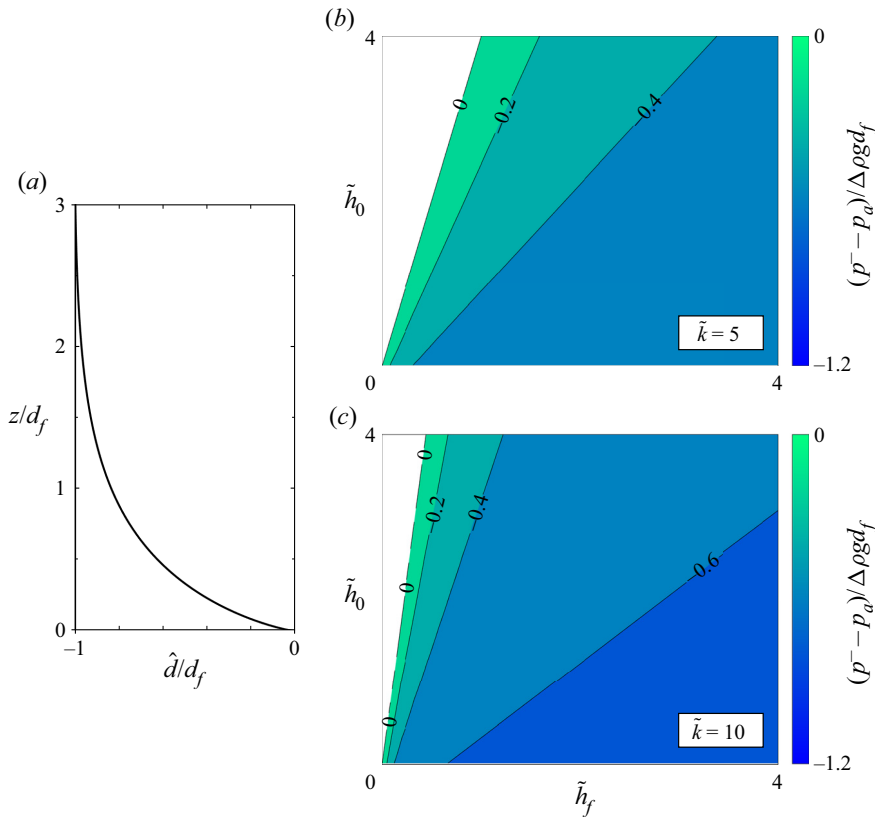 (a)
3
2
z/d_f
1
0
−1
0
d̂/d_f
(b)
4
h̃_0
0
−0.2
−0.4
k̃ = 5
0
4
0
(p⁻ − p_a)/Δρgd_f
−1.2
(c)
4
h̃_0
0
−0.2
−0.4
0
−0.6
0
k̃ = 10
0
4
h̃_f
0
(p⁻ − p_a)/Δρgd_f
−1.2